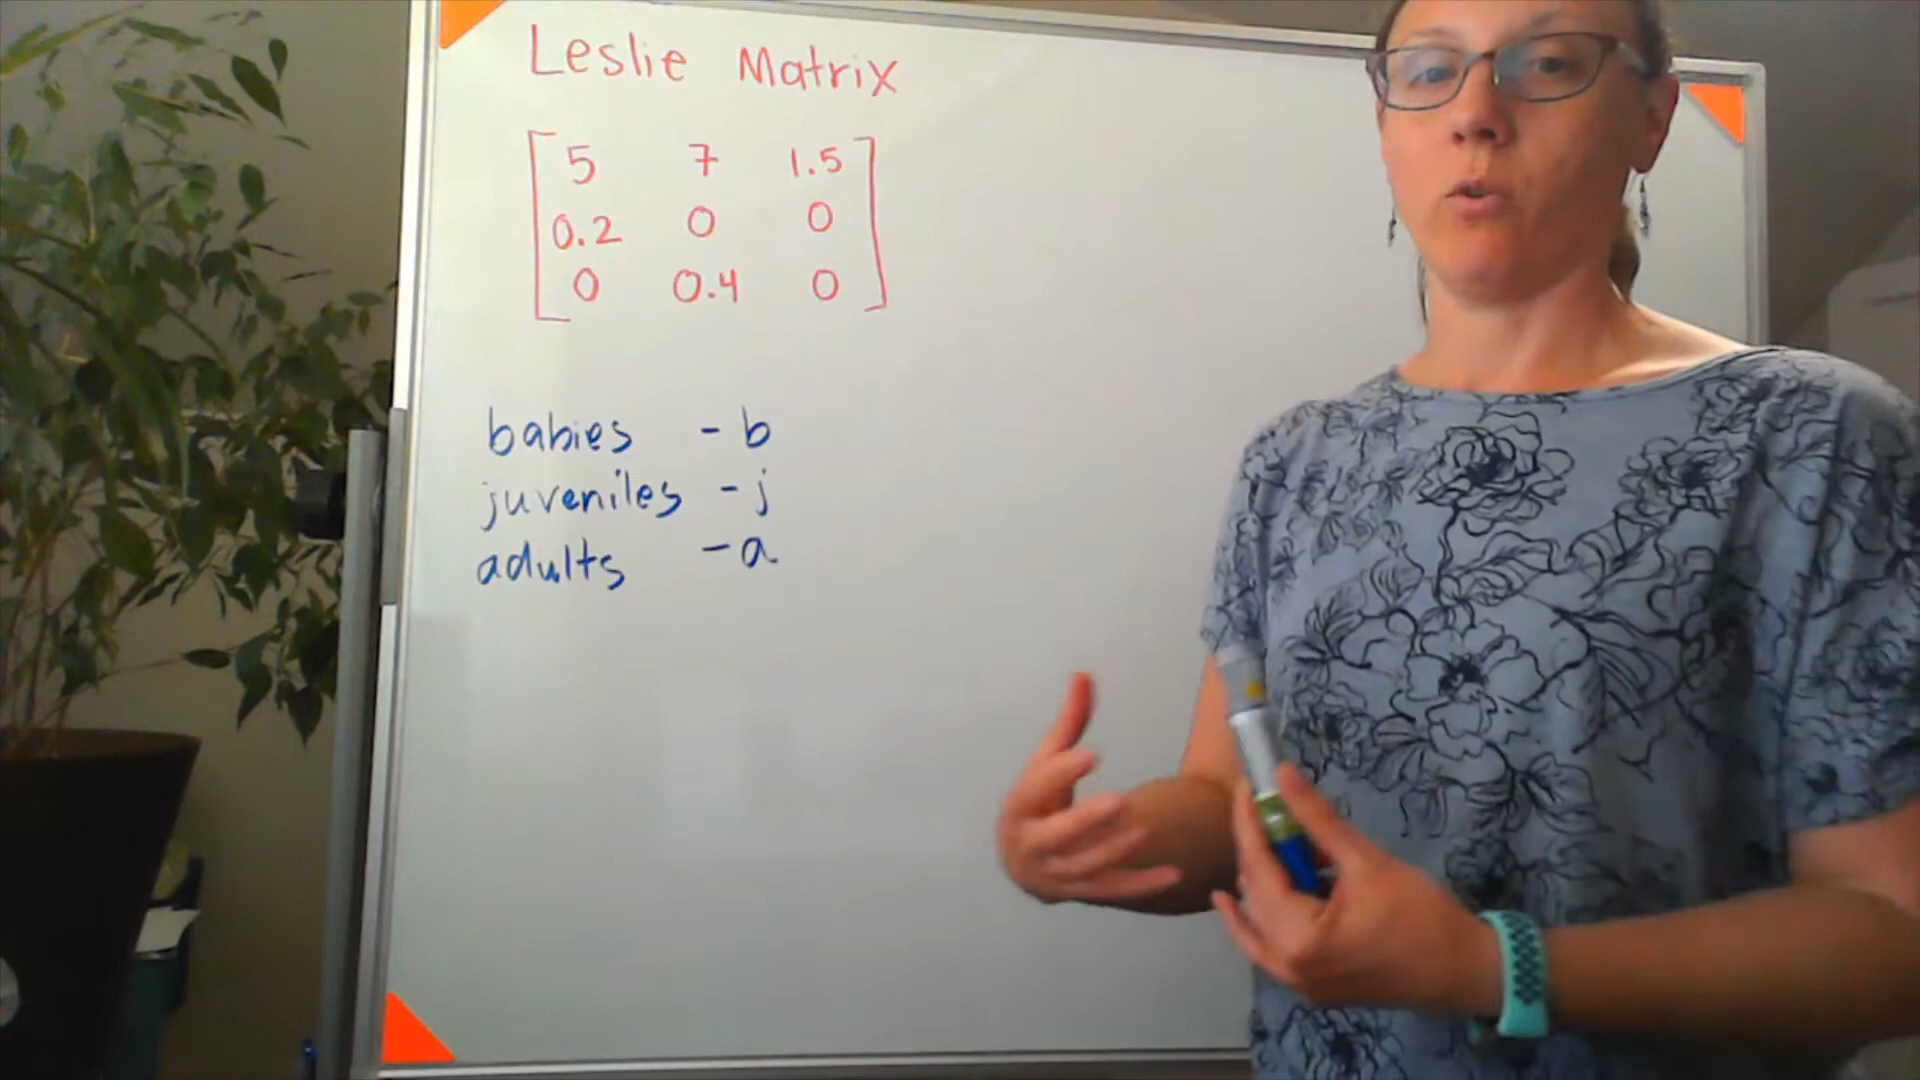 Leslie Matrix
5 7 1.5
0.2 0 0
0 0.4 0
babies - b
juveniles - j
adults - a